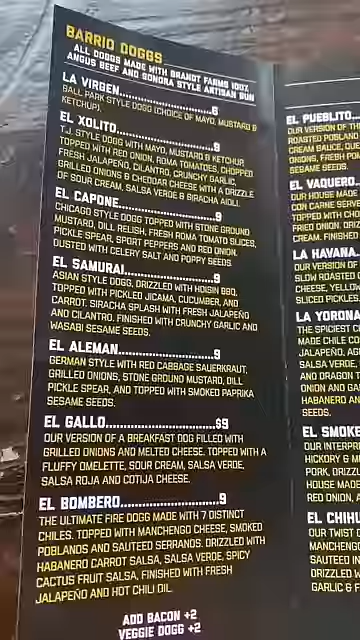 BARRIO DOGGS
ALL DOGGS MADE WITH BRANDT FARMS 100%
ANGUS BEEF AND SONORA STYLE ARTISAN BUN
LA VIRGEN 6
BALL PARK STYLE DOGG (CHOICE OF MAYO, MUSTARD &
KETCHUP).
EL XOLITO 9
T.J. STYLE DOGG WITH MAYO, MUSTARD & KETCHUP,
TOPPED WITH RED ONION, ROMA TOMATOES, CHOPPED
FRESH JALAPEÑO, CILANTRO, CRUNCHY GARLIC,
GRILLED ONIONS & CHEDDAR CHEESE WITH A DRIZZLE
OF SOUR CREAM, SALSA VERDE & SIRACHA AIOLI.
EL CAPONE 9
CHICAGO STYLE DOGG TOPPED WITH STONE GROUND
MUSTARD, DILL RELISH, FRESH ROMA TOMATO SLICES,
PICKLE SPEAR, SPORT PEPPERS AND RED ONION.
DUSTED WITH CELERY SALT AND POPPY SEEDS
EL SAMURAI 9
ASIAN STYLE DOGG, DRIZZLED WITH HOISIN BBQ,
TOPPED WITH PICKLED JICAMA, CUCUMBER, AND
CARROT. SIRACHA SPLASH WITH FRESH JALAPEÑO
AND CILANTRO. FINISHED WITH CRUNCHY GARLIC AND
WASABI SESAME SEEDS.
EL ALEMAN 9
GERMAN STYLE WITH RED CABBAGE SAUERKRAUT,
GRILLED ONIONS, STONE GROUND MUSTARD, DILL
PICKLE SPEAR, AND TOPPED WITH SMOKED PAPRIKA
SESAME SEEDS.
EL GALLO $9
OUR VERSION OF A BREAKFAST DOG FILLED WITH
GRILLED ONIONS AND MELTED CHEESE. TOPPED WITH A
FLUFFY OMELETTE, SOUR CREAM, SALSA VERDE,
SALSA ROJA AND COTIJA CHEESE.
EL BOMBERO 9
THE ULTIMATE FIRE DOGG MADE WITH 7 DISTINCT
CHILES. TOPPED WITH MANCHENGO CHEESE, SMOKED
POBLANOS AND SAUTEED SERRANOS. DRIZZLED WITH
HABANERO CARROT SALSA, SALSA VERDE, SPICY
CACTUS FRUIT SALSA, FINISHED WITH FRESH
JALAPEÑO AND HOT CHILI OIL.
ADD BACON +2
VEGGIE DOGG +2
EL PUEBLITO
OUR VERSION OF
ROASTED POBLANO
CREAM SAUCE,
ONIONS, FRESH
SESAME SEEDS.
EL VAQUERO
OUR HOUSE MADE
CON CARNE
TOPPED WITH
FRIED ONION,
CREAM. FINISHED
LA HAVANA
OUR VERSION OF
SLOW ROASTED
CHEESE, YELLOW
SLICED PICKLES
LA YORONA
THE SPICIEST
MADE CHILE
JALAPEÑO,
SALSA VERDE,
AND DRAGON
ONION AND
HABANERO AN
SEEDS.
EL SMOKE
OUR
HICKORY &
PORK,
HOUSE MADE
RED ONION,
EL
OUR TWIST
MANCHENGO
SAUTEED
DRIZZLED
GARLIC &